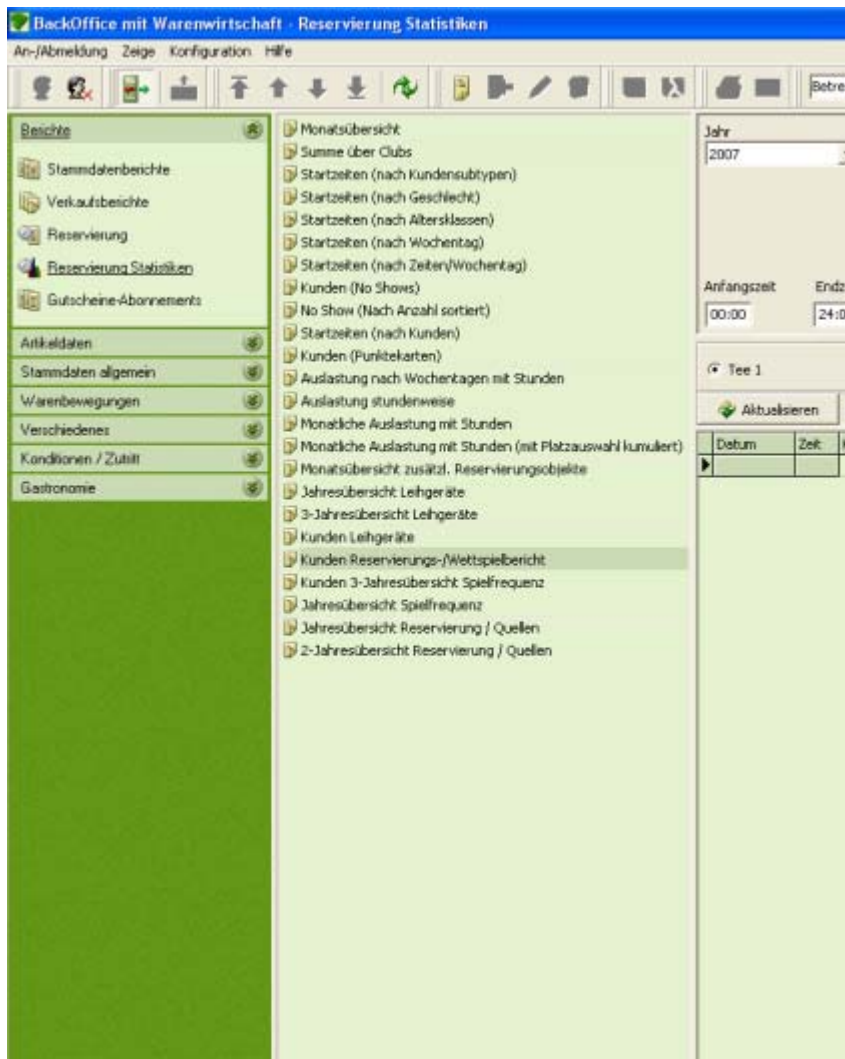 BackOffice mit Warenwirtschaft - Reservierung Statistiken
An-/Abmeldung Zeige Konfiguration Hilfe
Betre
Berichte
Stammdatenberichte
Verkaufsberichte
Reservierung
Reservierung Statistiken
Gutscheine-Abonnements
Artikeldaten
Stammdaten allgemein
Warenbewegungen
Verschiedenes
Konditionen / Zutritt
Gastronomie
Monatsübersicht
Summe über Clubs
Startzeiten (nach Kundensubtypen)
Startzeiten (nach Geschlecht)
Startzeiten (nach Altersklassen)
Startzeiten (nach Wochentag)
Startzeiten (nach Zeiten/Wochentag)
Kunden (No Shows)
No Show (Nach Anzahl sortiert)
Startzeiten (nach Kunden)
Kunden (Punktekarten)
Auslastung nach Wochentagen mit Stunden
Auslastung stundenweise
Monatliche Auslastung mit Stunden
Monatliche Auslastung mit Stunden (mit Platzauswahl kumuliert)
Monatsübersicht zusätzl. Reservierungsobjekte
Jahresübersicht Leihgeräte
3-Jahresübersicht Leihgeräte
Kunden Leihgeräte
Kunden Reservierungs-/Wettspielbericht
Kunden 3-Jahresübersicht Spielfrequenz
Jahresübersicht Spielfrequenz
Jahresübersicht Reservierung / Quellen
2-Jahresübersicht Reservierung / Quellen
Jahr
2007
Anfangszeit Endz
00:00 24:0
Tee 1
Aktualisieren
Datum Zeit